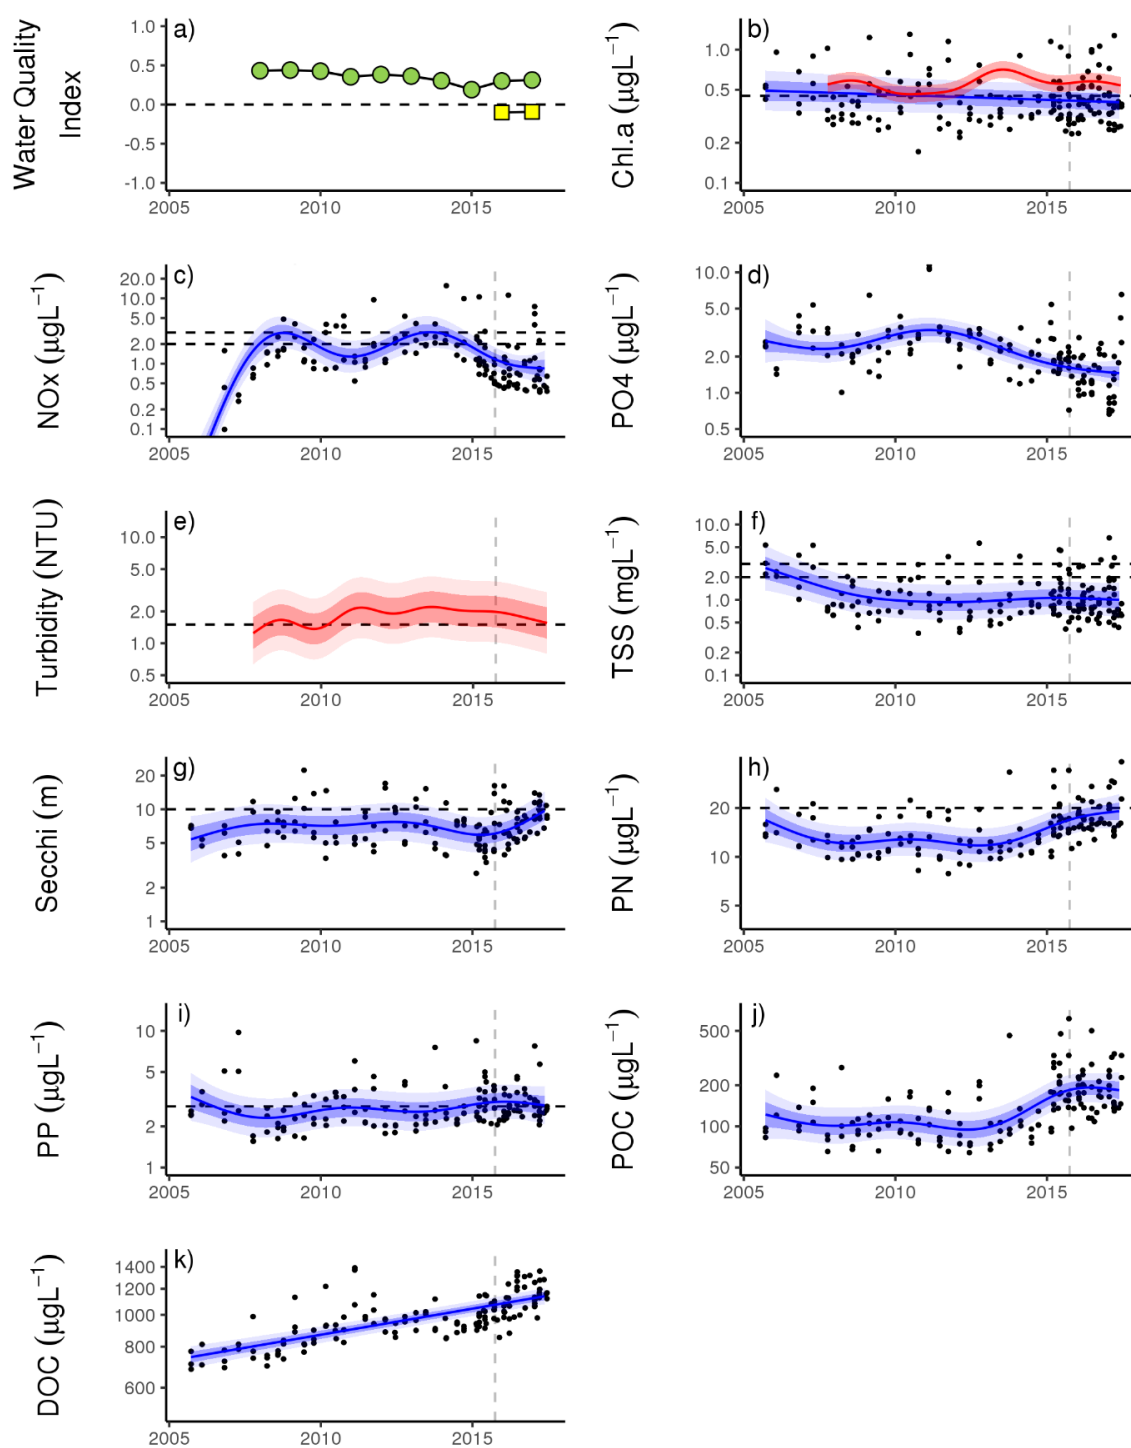 a)
Water Quality
Index
1.0
0.5
0.0
-0.5
-1.0
2005 2010 2015
b)
Chl.a (µgL⁻¹)
1.0
0.5
0.2
0.1
2005 2010 2015
c)
NOx (µgL⁻¹)
20.0
10.0
5.0
2.0
1.0
0.5
0.2
0.1
2005 2010 2015
d)
PO4 (µgL⁻¹)
10.0
5.0
2.0
1.0
0.5
2005 2010 2015
e)
Turbidity (NTU)
10.0
5.0
2.0
1.0
0.5
2005 2010 2015
f)
TSS (mgL⁻¹)
10.0
5.0
2.0
1.0
0.5
0.2
0.1
2005 2010 2015
g)
Secchi (m)
20
10
5
2
1
2005 2010 2015
h)
PN (µgL⁻¹)
20
10
5
2005 2010 2015
i)
PP (µgL⁻¹)
10
5
2
1
2005 2010 2015
j)
POC (µgL⁻¹)
500
200
100
50
2005 2010 2015
k)
DOC (µgL⁻¹)
1400
1200
1000
800
600
2005 2010 2015